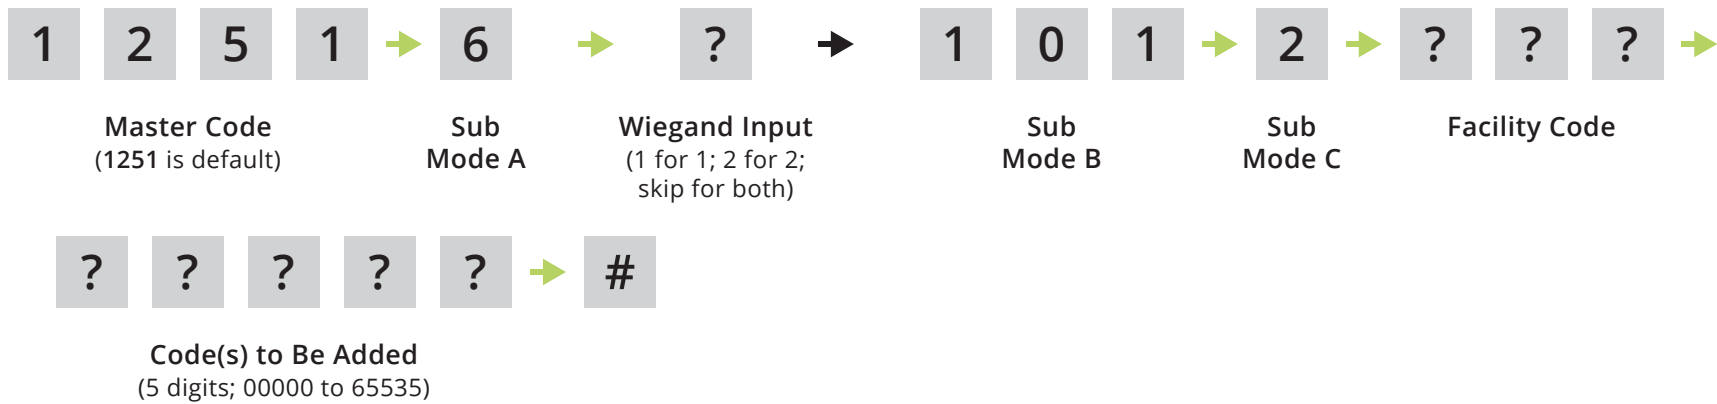 1 2 5 1 6 ? 1 0 1 2 ? ? ?
Master Code Sub Wiegand Input Sub Sub Facility Code
(1251 is default) Mode A (1 for 1; 2 for 2; Mode B Mode C
skip for both)
? ? ? ? ? #
Code(s) to Be Added
(5 digits; 00000 to 65535)